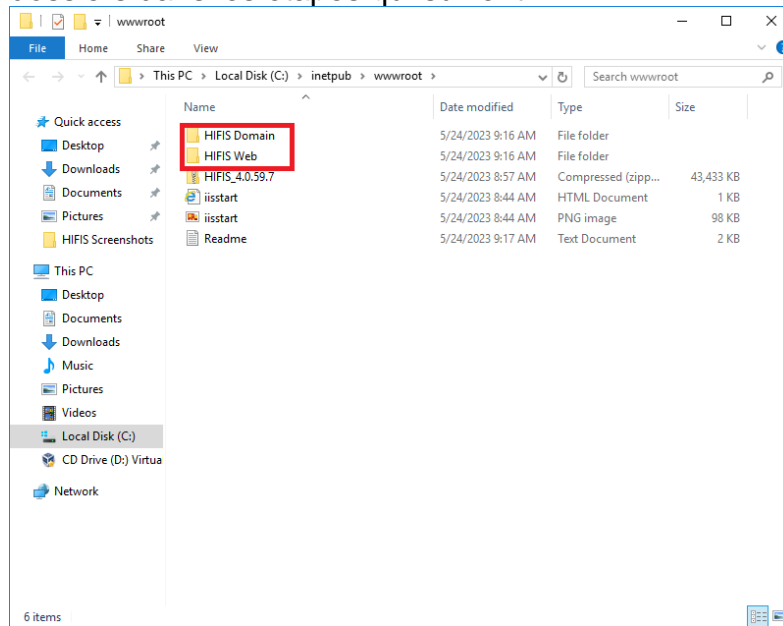 wwwroot
File Home Share View
This PC > Local Disk (C:) > inetpub > wwwroot >
Search wwwroot
Name Date modified Type Size
Quick access
Desktop
Downloads
Documents
Pictures
HIFIS Screenshots
This PC
Desktop
Documents
Downloads
Music
Pictures
Videos
Local Disk (C:)
CD Drive (D:) Virtua
Network
HIFIS Domain 5/24/2023 9:16 AM File folder
HIFIS Web 5/24/2023 9:16 AM File folder
HIFIS_4.0.59.7 5/24/2023 8:57 AM Compressed (zipp... 43,433 KB
iisstart 5/24/2023 8:44 AM HTML Document 1 KB
iisstart 5/24/2023 8:44 AM PNG image 98 KB
Readme 5/24/2023 9:17 AM Text Document 2 KB
6 items